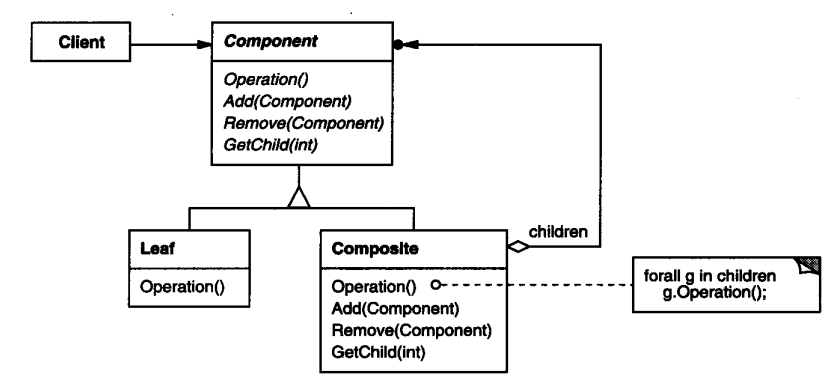 Client
Component
Operation()
Add(Component)
Remove(Component)
GetChild(int)
children
Leaf
Operation()
Composite
Operation()
Add(Component)
Remove(Component)
GetChild(int)
forall g in children
g.Operation();